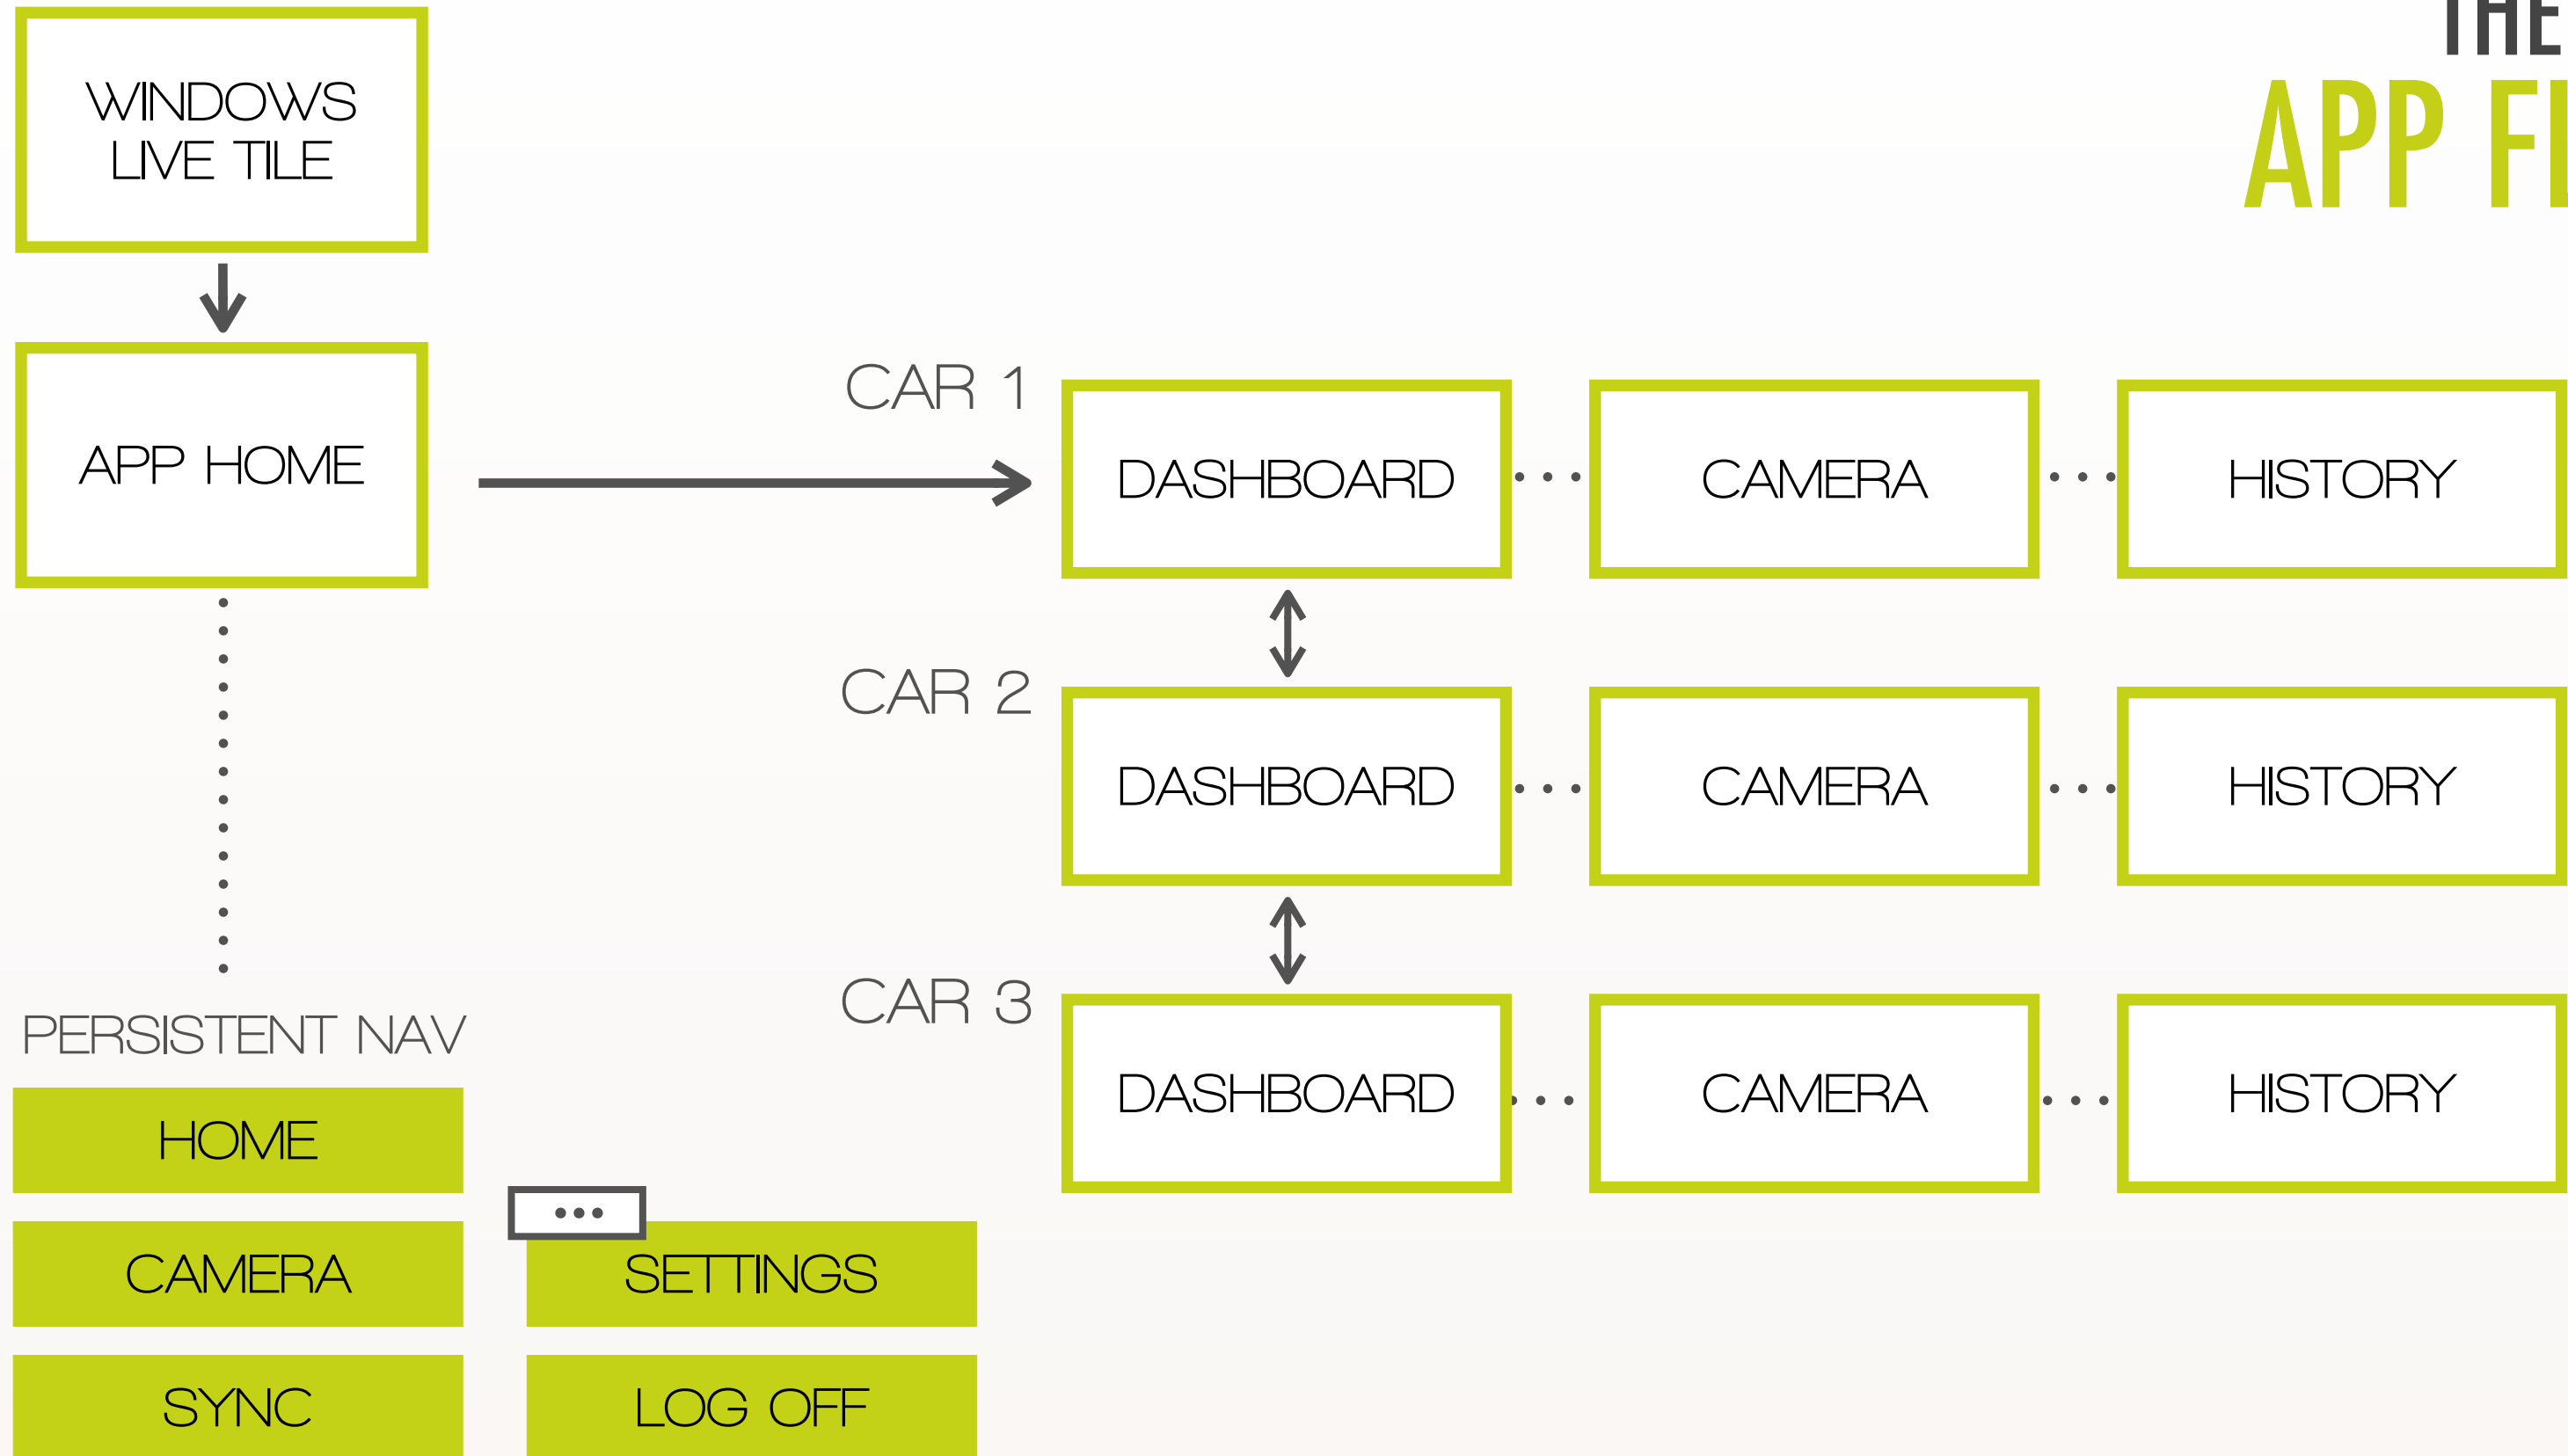 THE
APP FL
WINDOWS
LIVE TILE
APP HOME
CAR 1
DASHBOARD
CAMERA
HISTORY
CAR 2
DASHBOARD
CAMERA
HISTORY
CAR 3
DASHBOARD
CAMERA
HISTORY
PERSISTENT NAV
HOME
CAMERA
SYNC
•••
SETTINGS
LOG OFF